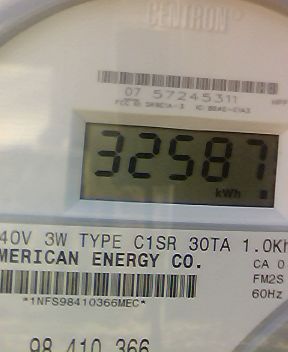 CENTRON®
07 57245311
32587
kWh
40V 3W TYPE C1SR 30TA 1.0Kh
MERICAN ENERGY CO.
CA 0
FM2S
60Hz
*1NFS98410366MEC*
98 410 366